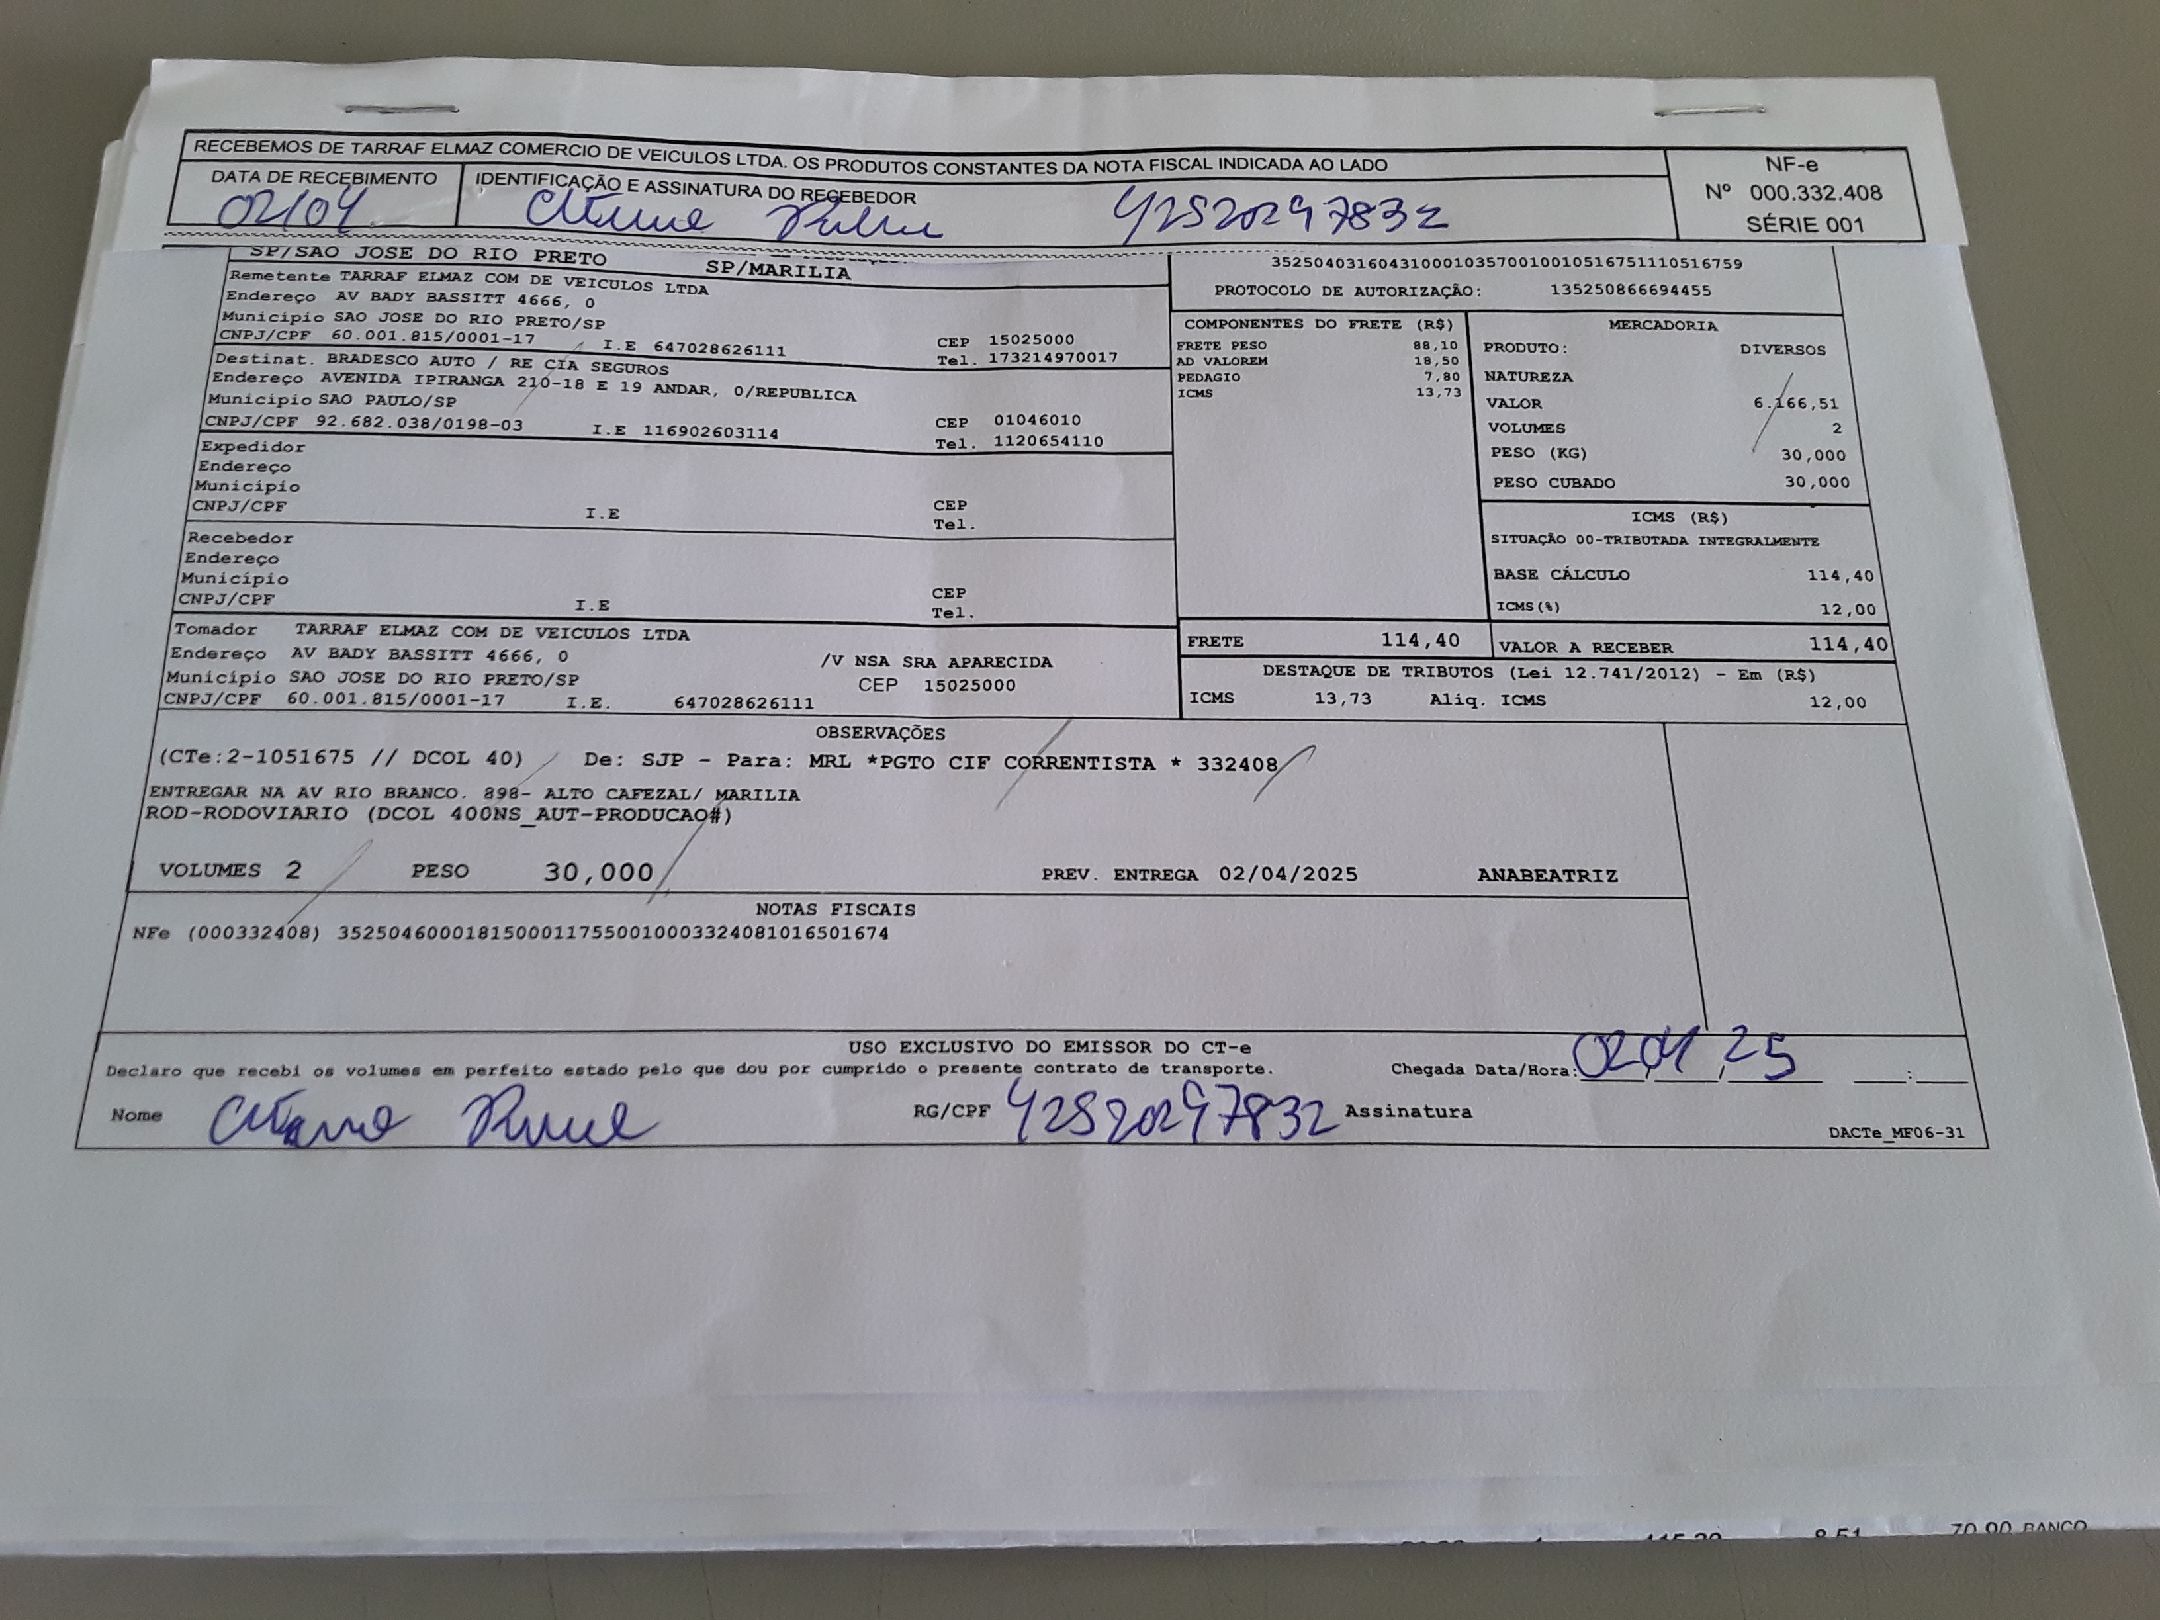 RECEBEMOS DE TARRAF ELMAZ COMERCIO DE VEICULOS LTDA. OS PRODUTOS CONSTANTES DA NOTA FISCAL INDICADA AO LADO
DATA DE RECEBIMENTO
02/04
IDENTIFICAÇÃO E ASSINATURA DO RECEBEDOR
42520297832
NF-e
Nº 000.332.408
SÉRIE 001
SP/SAO JOSE DO RIO PRETO SP/MARILIA
Remetente TARRAF ELMAZ COM DE VEICULOS LTDA
Endereço AV BADY BASSITT 4666, 0
Município SAO JOSE DO RIO PRETO/SP CEP 15025000
CNPJ/CPF 60.001.815/0001-17 I.E 647028626111 Tel. 173214970017
Destinat. BRADESCO AUTO / RE CIA SEGUROS
Endereço AVENIDA IPIRANGA 210-18 E 19 ANDAR, 0/REPUBLICA
Município SAO PAULO/SP CEP 01046010
CNPJ/CPF 92.682.038/0198-03 I.E 116902603114 Tel. 1120654110
Expedidor
Endereço
Município CEP
CNPJ/CPF I.E Tel.
Recebedor
Endereço
Município CEP
CNPJ/CPF I.E Tel.
Tomador TARRAF ELMAZ COM DE VEICULOS LTDA
Endereço AV BADY BASSITT 4666, 0 /V NSA SRA APARECIDA
Município SAO JOSE DO RIO PRETO/SP CEP 15025000
CNPJ/CPF 60.001.815/0001-17 I.E. 647028626111
35250403160431000103570010010516751110516759
PROTOCOLO DE AUTORIZAÇÃO: 135250866694455
COMPONENTES DO FRETE (R$)
FRETE PESO 88,10
AD VALOREM 18,50
PEDAGIO 7,80
ICMS 13,73
MERCADORIA
PRODUTO: DIVERSOS
NATUREZA
VALOR 6.166,51
VOLUMES 2
PESO (KG) 30,000
PESO CUBADO 30,000
ICMS (R$)
SITUAÇÃO 00-TRIBUTADA INTEGRALMENTE
BASE CÁLCULO 114,40
ICMS(%) 12,00
FRETE 114,40 VALOR A RECEBER 114,40
DESTAQUE DE TRIBUTOS (Lei 12.741/2012) - Em (R$)
ICMS 13,73 Aliq. ICMS 12,00
OBSERVAÇÕES
(CTe:2-1051675 // DCOL 40) De: SJP - Para: MRL *PGTO CIF CORRENTISTA * 332408
ENTREGAR NA AV RIO BRANCO. 898- ALTO CAFEZAL/ MARILIA
ROD-RODOVIARIO (DCOL 400NS_AUT-PRODUCAO#)
VOLUMES 2 PESO 30,000 PREV. ENTREGA 02/04/2025 ANABEATRIZ
NOTAS FISCAIS
NFe (000332408) 35250460001815000117550010003324081016501674
USO EXCLUSIVO DO EMISSOR DO CT-e
Declaro que recebi os volumes em perfeito estado pelo que dou por cumprido o presente contrato de transporte. Chegada Data/Hora: 02 04 25 __:__
Nome RG/CPF 42520297832 Assinatura
DACTe_MF06-31